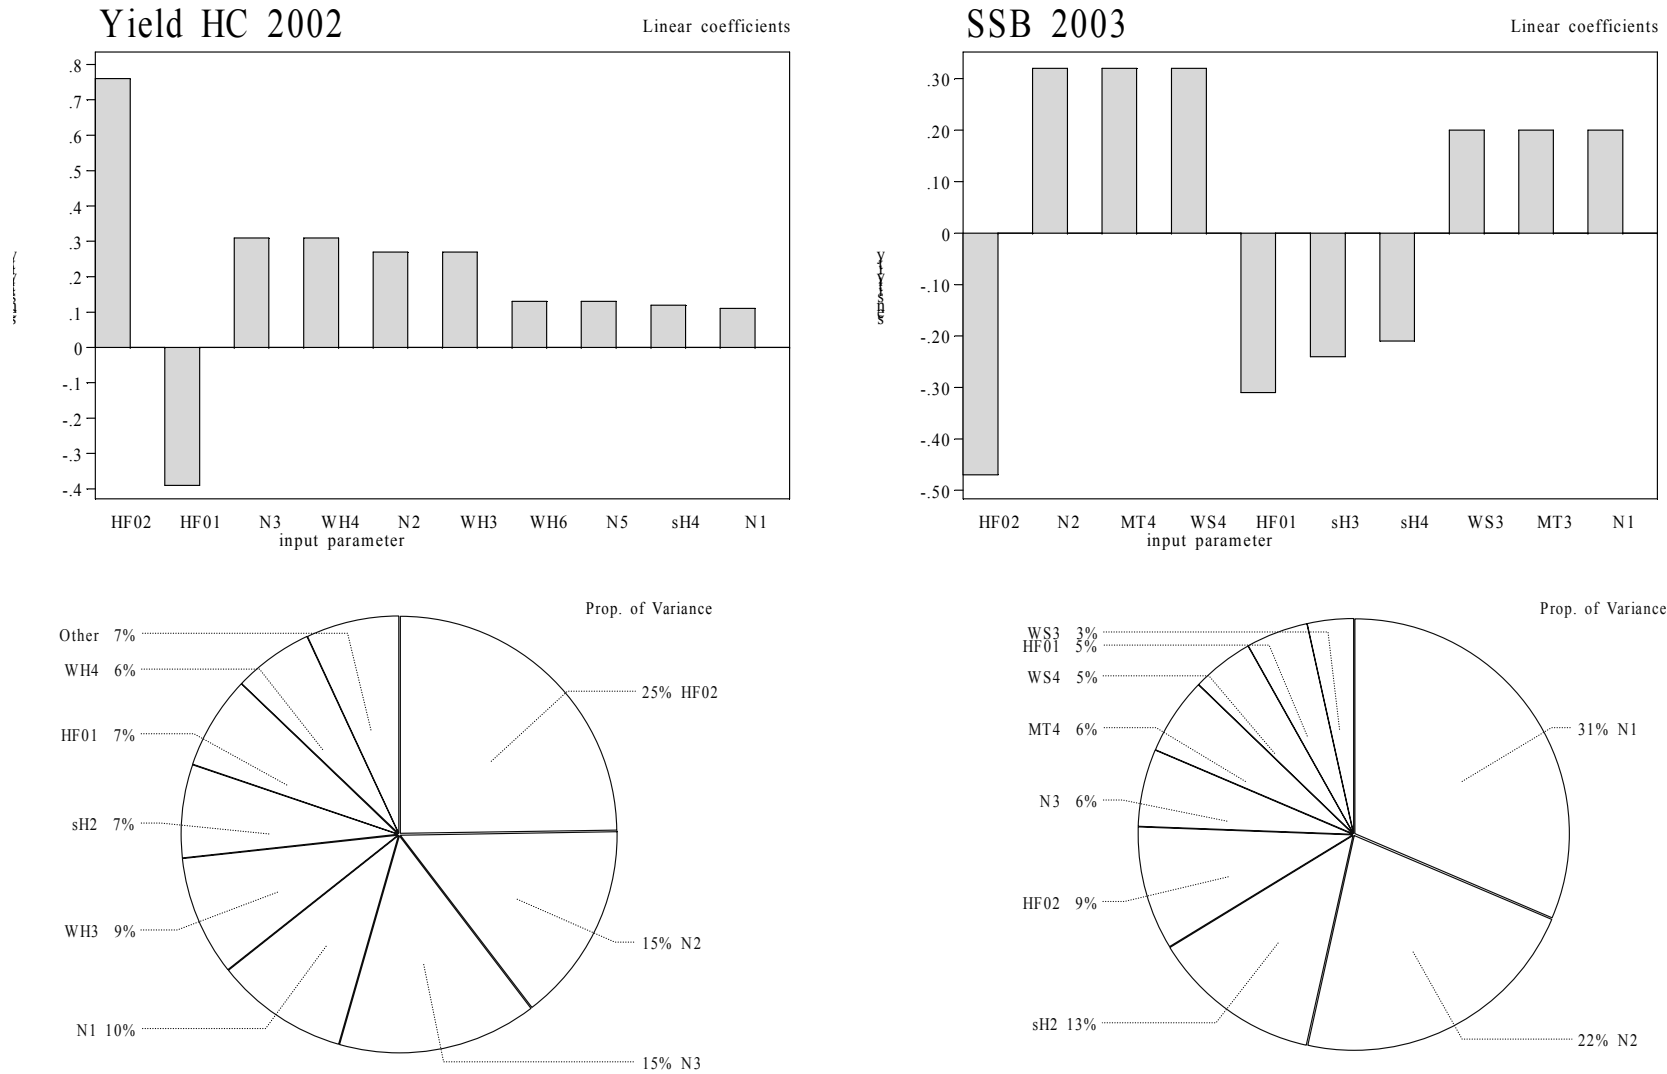 Yield HC 2002
Linear coefficients
.8
.7
.6
.5
.4
.3
.2
.1
0
-.1
-.2
-.3
-.4
HF02 HF01 N3 WH4 N2 WH3 WH6 N5 sH4 N1
input parameter
SSB 2003
Linear coefficients
.30
.20
.10
0
-.10
-.20
-.30
-.40
-.50
HF02 N2 MT4 WS4 HF01 sH3 sH4 WS3 MT3 N1
input parameter
Prop. of Variance
Other 7%
WH4 6%
HF01 7%
sH2 7%
WH3 9%
N1 10%
25% HF02
15% N2
15% N3
Prop. of Variance
WS3 3%
HF01 5%
WS4 5%
MT4 6%
N3 6%
HF02 9%
sH2 13%
31% N1
22% N2